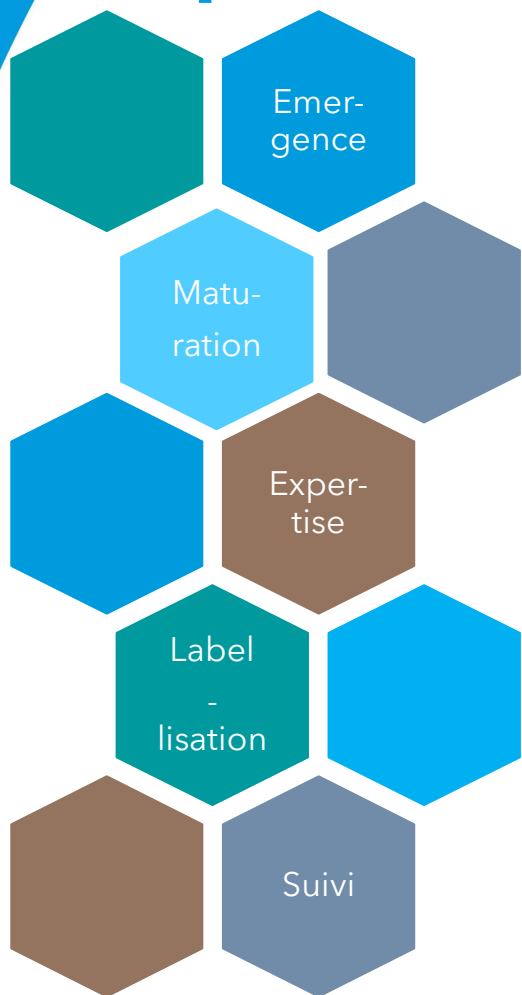 Emer-
gence
Matu-
ration
Exper-
tise
Label
-
lisation
Suivi